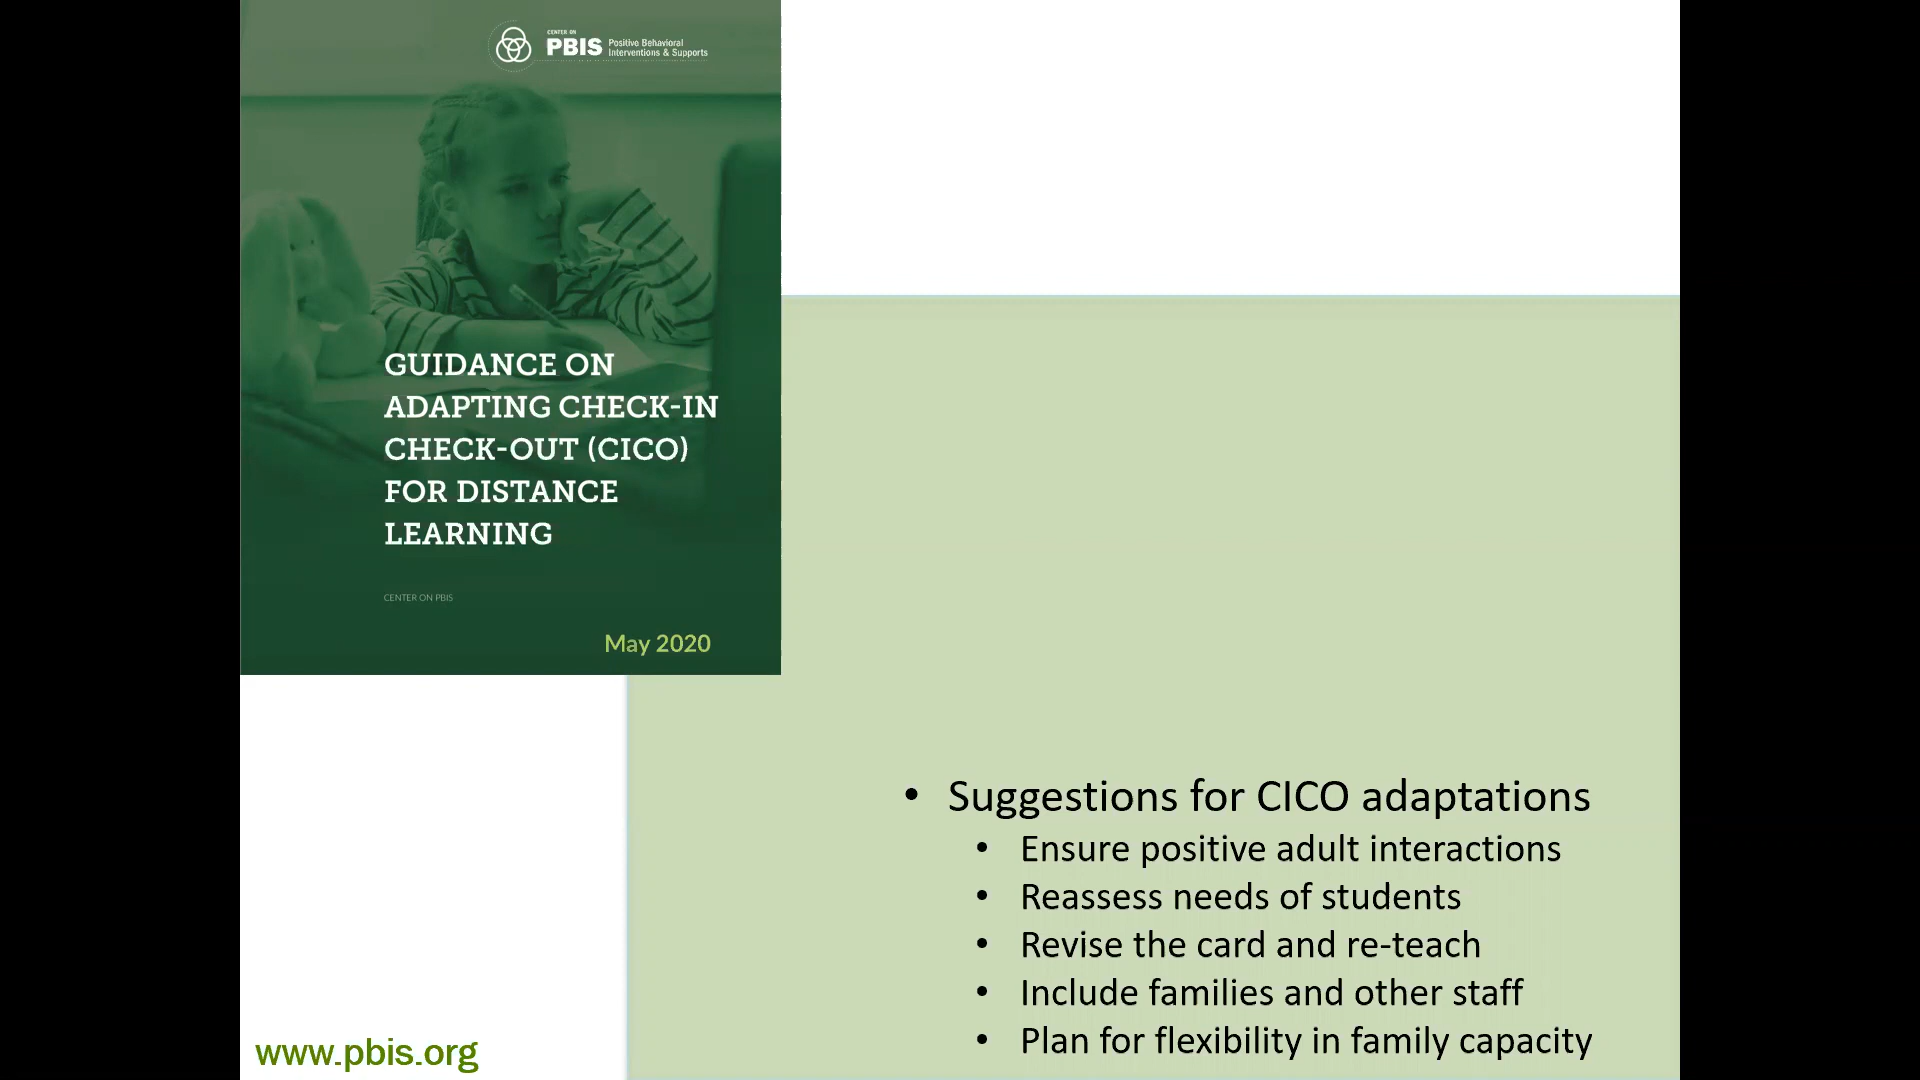 CENTER ON
PBIS
Positive Behavioral
Interventions & Supports
GUIDANCE ON
ADAPTING CHECK-IN
CHECK-OUT (CICO)
FOR DISTANCE
LEARNING
CENTER ON PBIS
May 2020
• Suggestions for CICO adaptations
• Ensure positive adult interactions
• Reassess needs of students
• Revise the card and re-teach
• Include families and other staff
• Plan for flexibility in family capacity
www.pbis.org